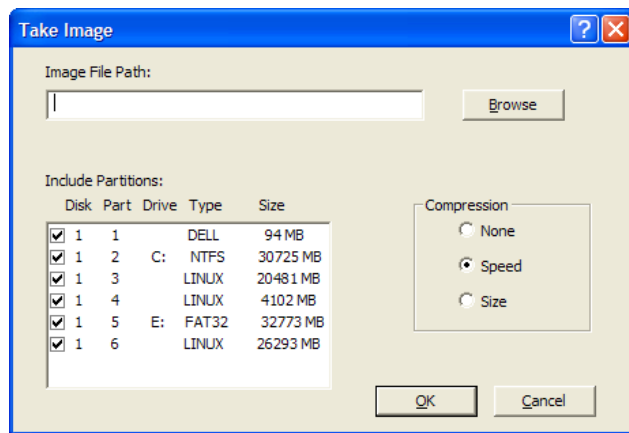 Take Image
Image File Path:
Browse
Include Partitions:
Disk Part Drive Type Size
1 1 DELL 94 MB
1 2 C: NTFS 30725 MB
1 3 LINUX 20481 MB
1 4 LINUX 4102 MB
1 5 E: FAT32 32773 MB
1 6 LINUX 26293 MB
Compression
None
Speed
Size
OK Cancel